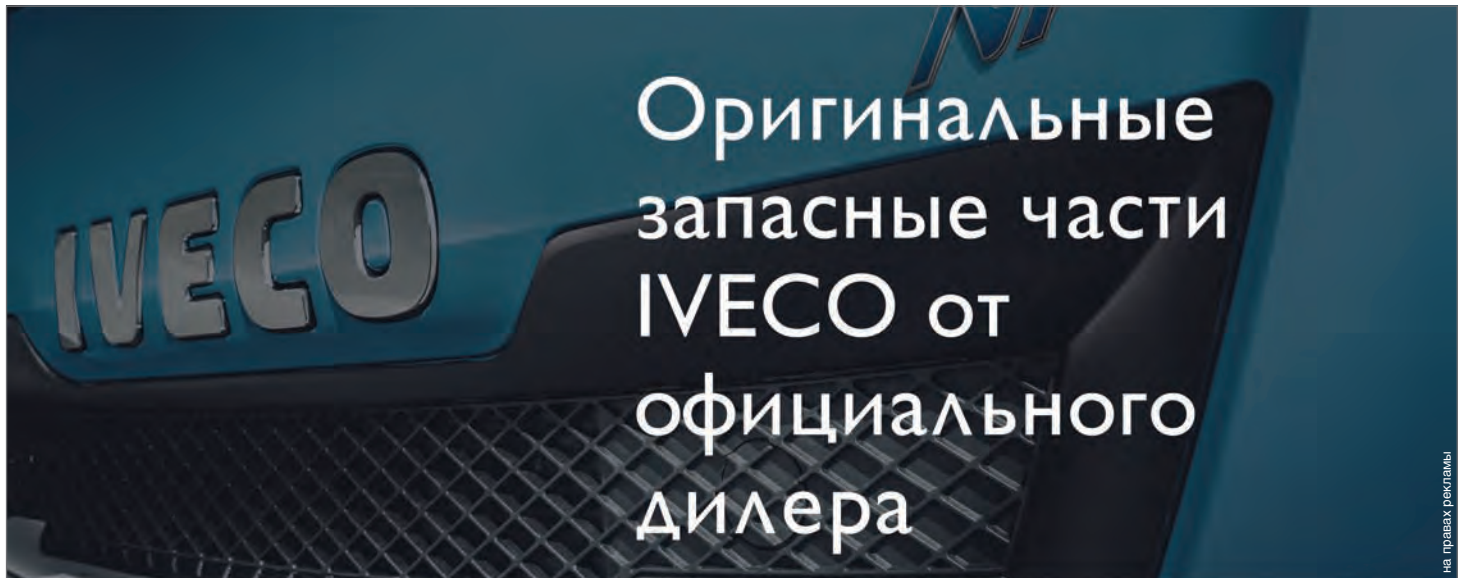 IVECO
Оригинальные
запасные части
IVECO от
официального
дилера
на правах рекламы